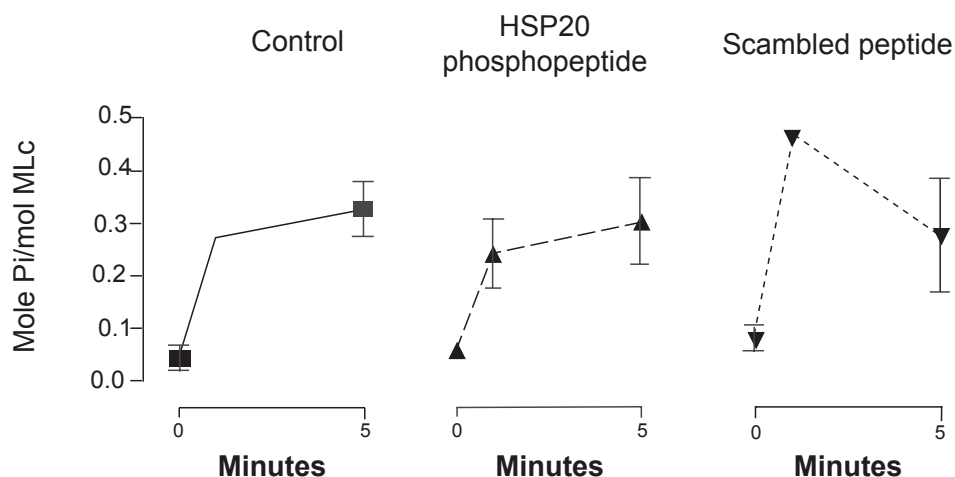 Control
HSP20
phosphopeptide
Scambled peptide
Mole Pi/mol MLc
0.5
0.4
0.3
0.2
0.1
0.0
0 5
0 5
0 5
Minutes
Minutes
Minutes